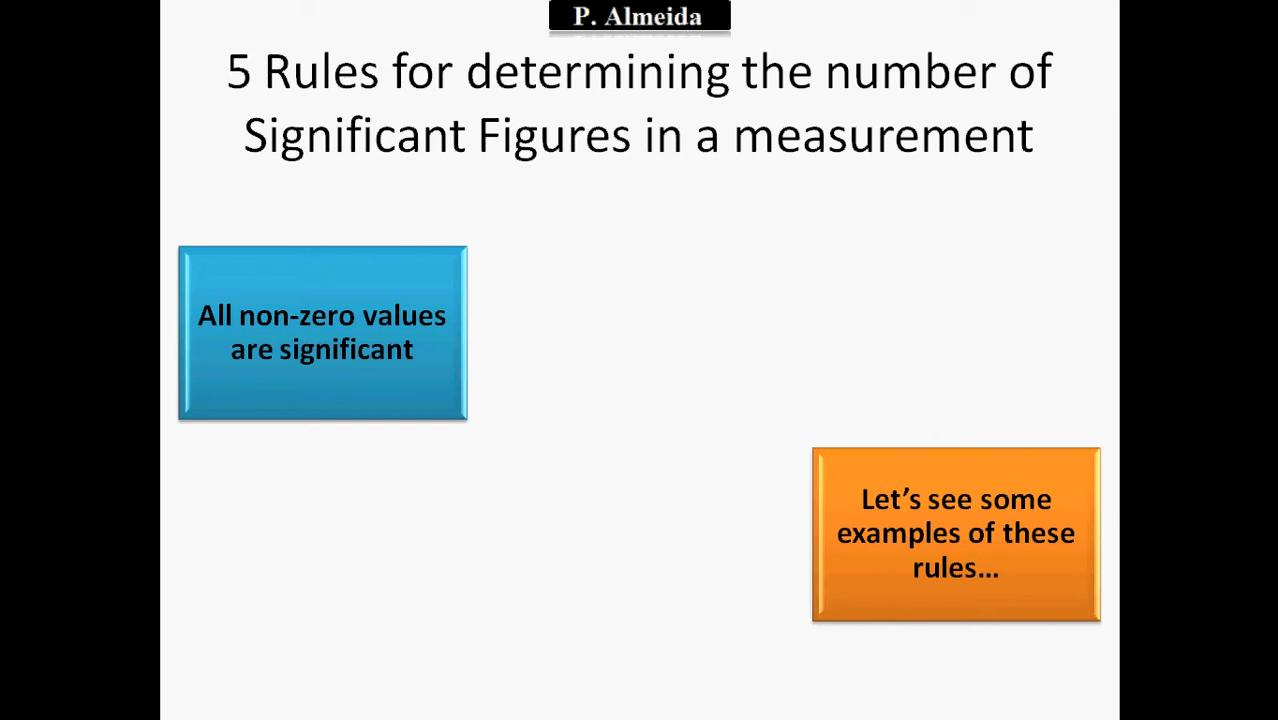 P. Almeida
5 Rules for determining the number of
Significant Figures in a measurement
All non-zero values
are significant
Let’s see some
examples of these
rules...